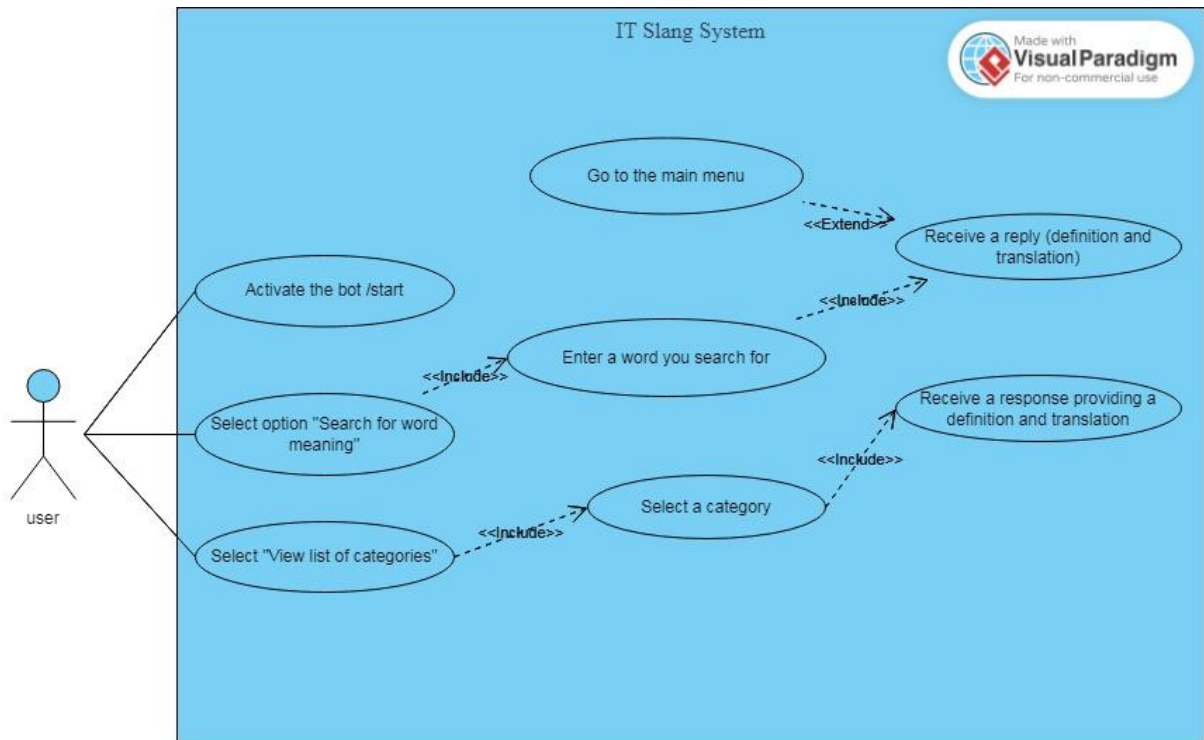 IT Slang System
Made with
VisualParadigm
For non-commercial use
Go to the main menu
<<Extend>>
Receive a reply (definition and
translation)
Activate the bot /start
<<Include>>
Enter a word you search for
<<Include>>
Select option "Search for word
meaning"
Receive a response providing a
definition and translation
<<Include>>
Select a category
user
<<Include>>
Select "View list of categories"